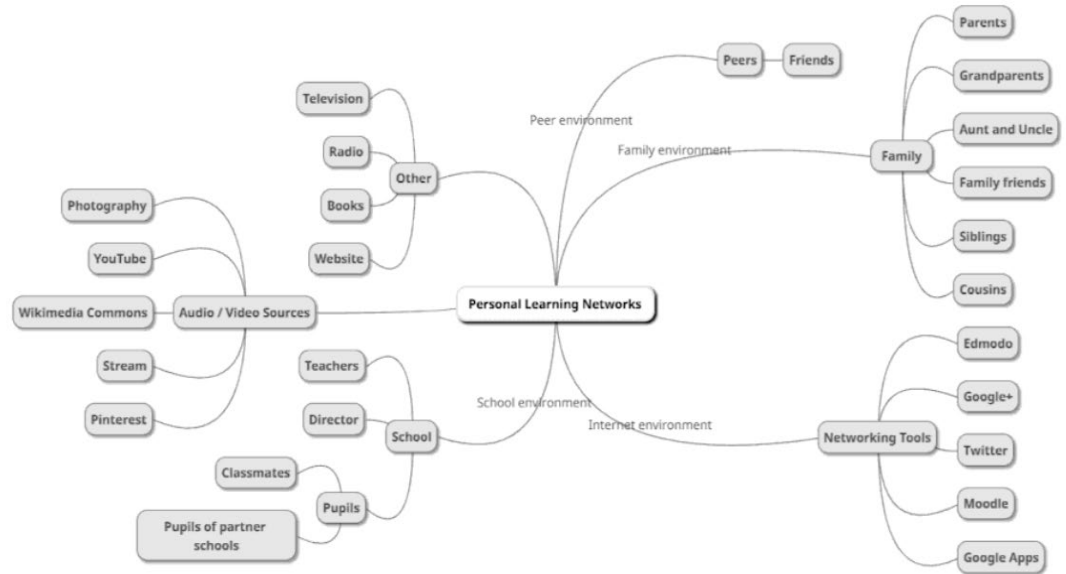 Personal Learning Networks
Peer environment
Peers
Friends
Family environment
Family
Parents
Grandparents
Aunt and Uncle
Family friends
Siblings
Cousins
Internet environment
Networking Tools
Edmodo
Google+
Twitter
Moodle
Google Apps
School environment
School
Teachers
Director
Pupils
Classmates
Pupils of partner
schools
Audio / Video Sources
Photography
YouTube
Wikimedia Commons
Stream
Pinterest
Other
Television
Radio
Books
Website